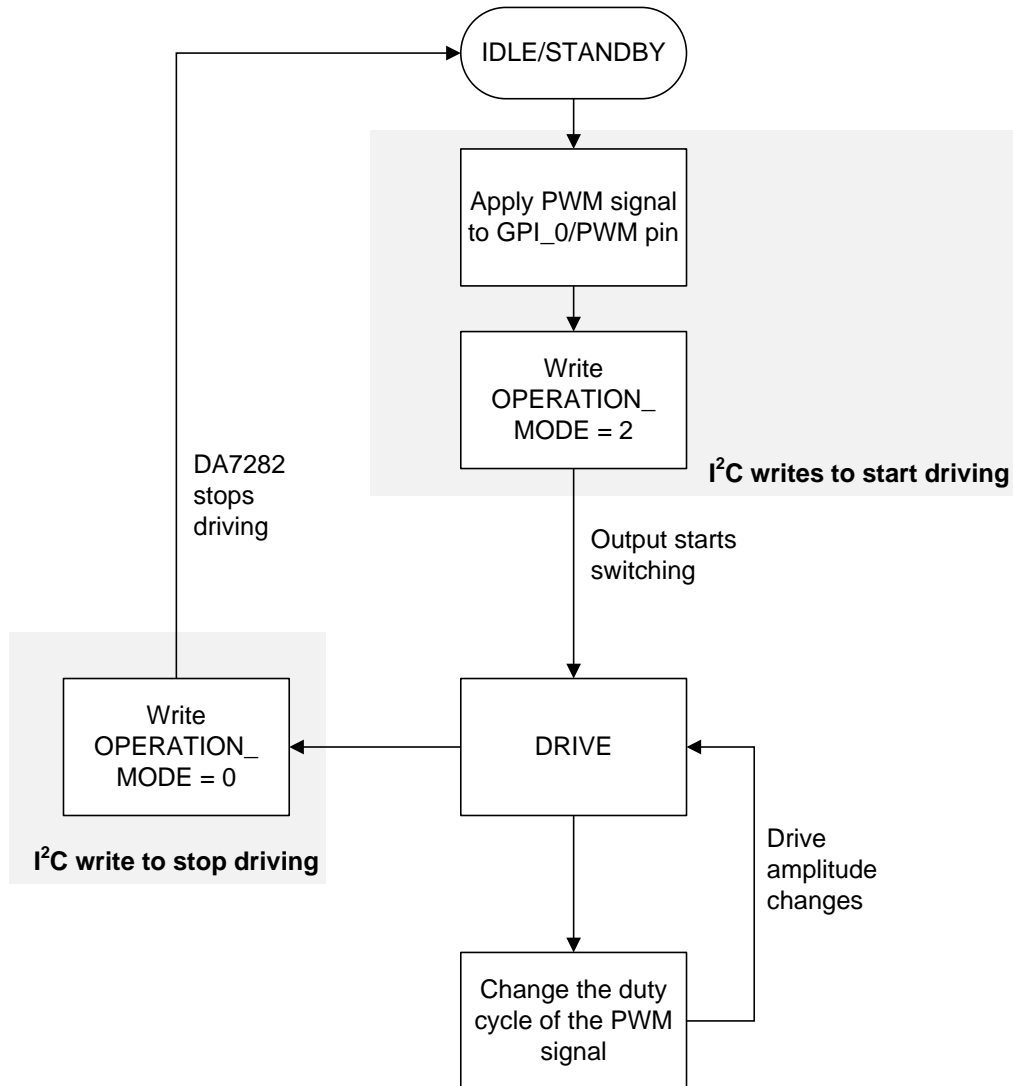 IDLE/STANDBY
Apply PWM signal
to GPI_0/PWM pin
Write
OPERATION_
MODE = 2
I²C writes to start driving
DA7282
stops
driving
Output starts
switching
Write
OPERATION_
MODE = 0
I²C write to stop driving
DRIVE
Drive
amplitude
changes
Change the duty
cycle of the PWM
signal